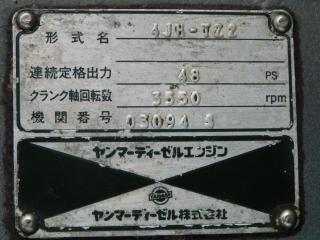 形式名 4JH-TZ2
連続定格出力 48 PS
クランク軸回転数 3550 rpm
機関番号 03094
ヤンマーディーゼルエンジン
ヤンマーディーゼル株式会社